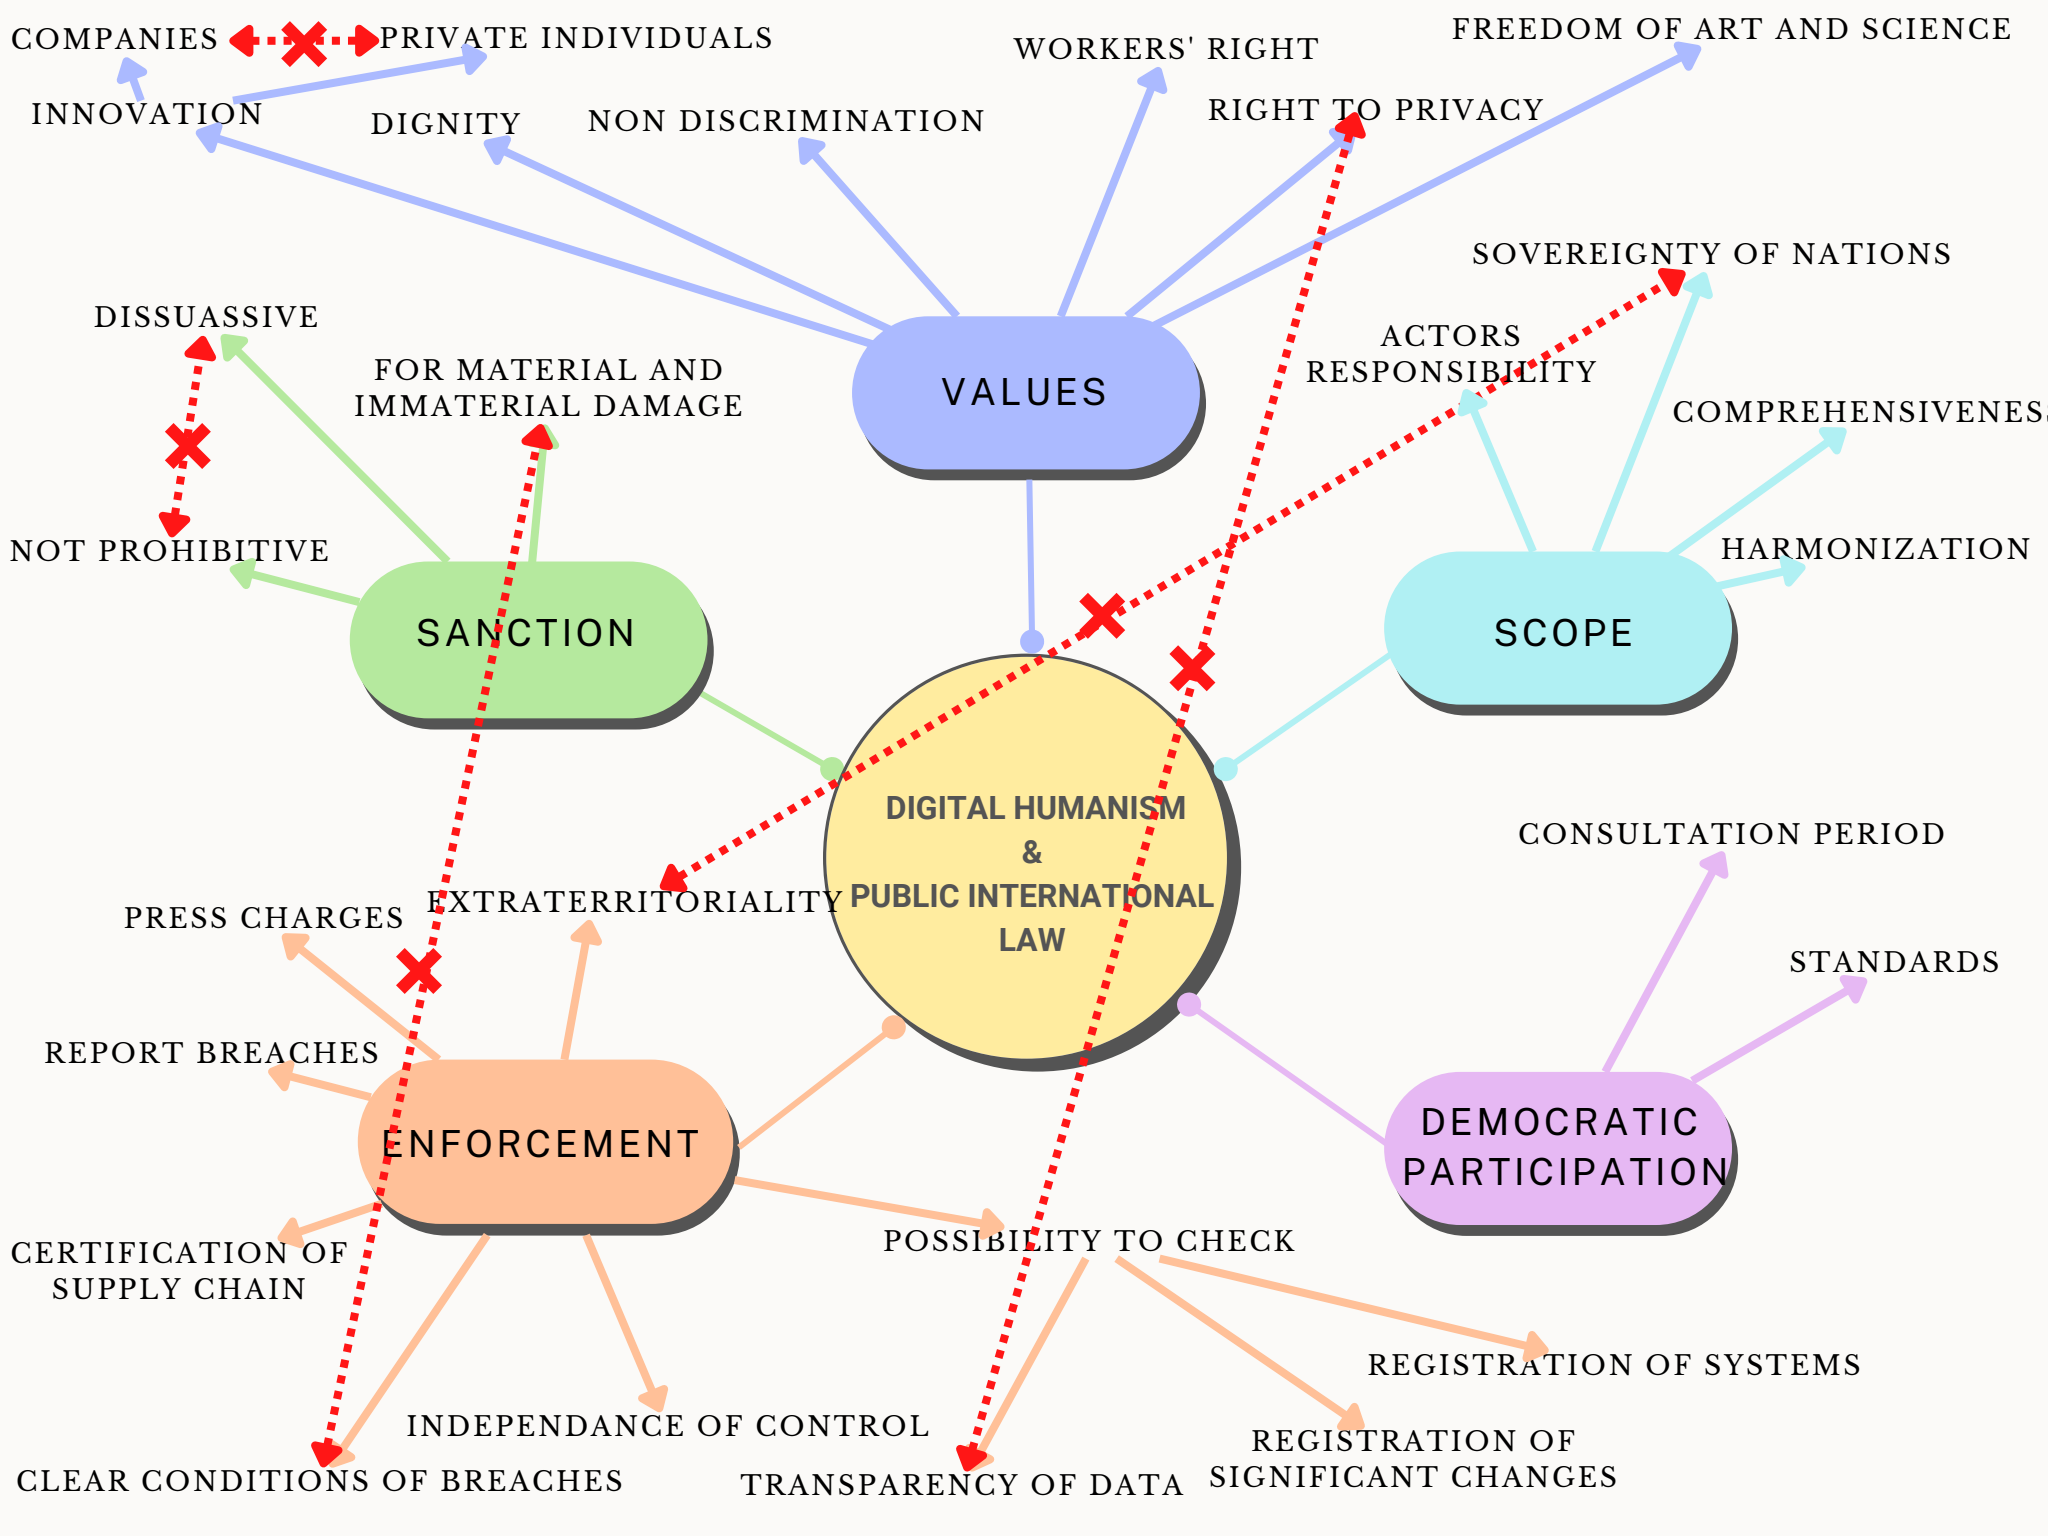 COMPANIES
PRIVATE INDIVIDUALS
INNOVATION
DIGNITY
NON DISCRIMINATION
WORKERS' RIGHT
RIGHT TO PRIVACY
FREEDOM OF ART AND SCIENCE
VALUES
DISSUASSIVE
FOR MATERIAL AND
IMMATERIAL DAMAGE
NOT PROHIBITIVE
SANCTION
SOVEREIGNTY OF NATIONS
ACTORS
RESPONSIBILITY
COMPREHENSIVENESS
HARMONIZATION
SCOPE
DIGITAL HUMANISM
&
PUBLIC INTERNATIONAL
LAW
PRESS CHARGES
EXTRATERRITORIALITY
REPORT BREACHES
ENFORCEMENT
CERTIFICATION OF
SUPPLY CHAIN
CLEAR CONDITIONS OF BREACHES
INDEPENDANCE OF CONTROL
POSSIBILITY TO CHECK
TRANSPARENCY OF DATA
REGISTRATION OF
SIGNIFICANT CHANGES
REGISTRATION OF SYSTEMS
CONSULTATION PERIOD
STANDARDS
DEMOCRATIC
PARTICIPATION